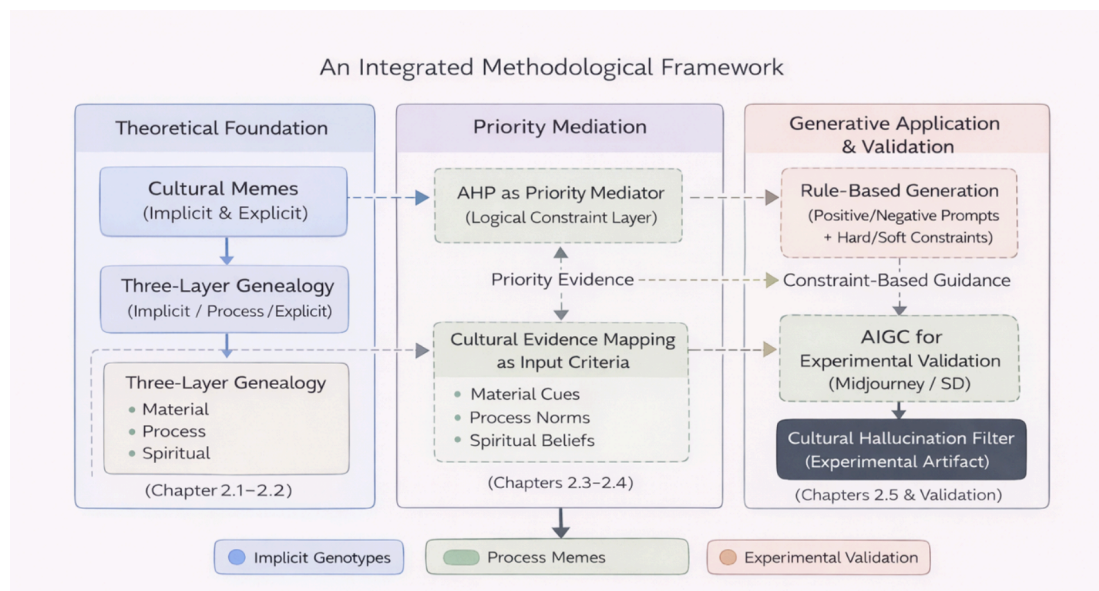 An Integrated Methodological Framework
Theoretical Foundation
Cultural Memes
(Implicit & Explicit)
Three-Layer Genealogy
(Implicit / Process /Explicit)
Three-Layer Genealogy
• Material
• Process
• Spiritual
(Chapter 2.1–2.2)
Priority Mediation
AHP as Priority Mediator
(Logical Constraint Layer)
Priority Evidence
Cultural Evidence Mapping
as Input Criteria
• Material Cues
• Process Norms
• Spiritual Beliefs
(Chapters 2.3–2.4)
Generative Application
& Validation
Rule-Based Generation
(Positive/Negative Prompts
+ Hard/Soft Constraints)
Constraint-Based Guidance
AIGC for
Experimental Validation
(Midjourney / SD)
Cultural Hallucination Filter
(Experimental Artifact)
(Chapters 2.5 & Validation)
Implicit Genotypes
Process Memes
Experimental Validation